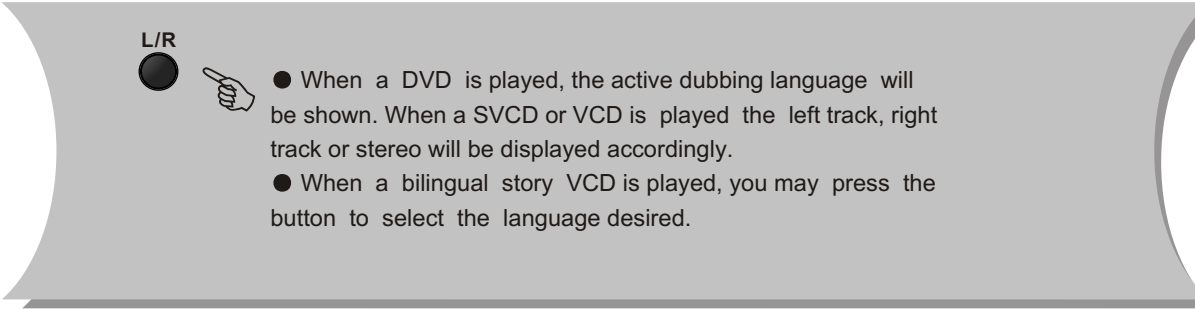 L/R
● When a DVD is played, the active dubbing language will
be shown. When a SVCD or VCD is played the left track, right
track or stereo will be displayed accordingly.
● When a bilingual story VCD is played, you may press the
button to select the language desired.